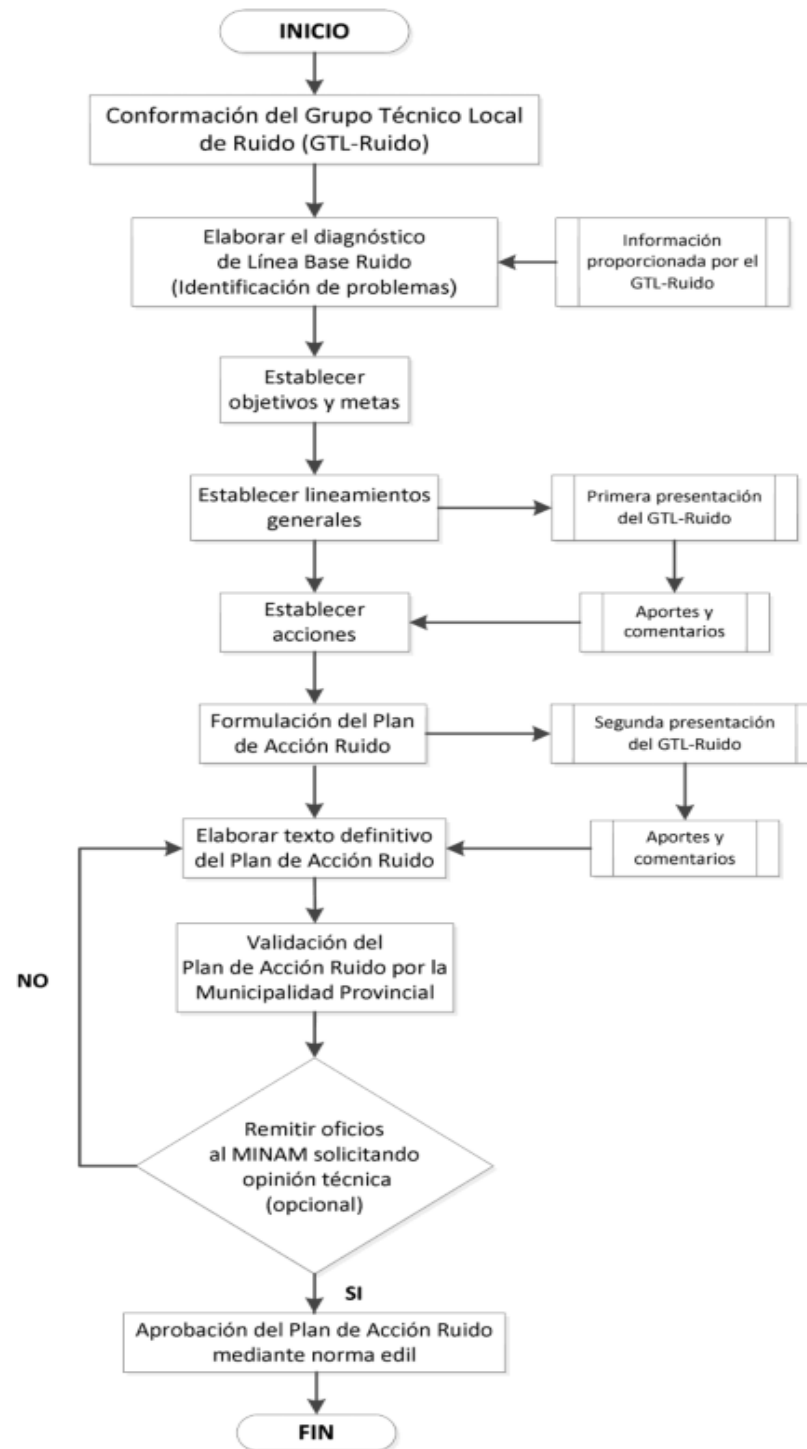 INICIO
Conformación del Grupo Técnico Local
de Ruido (GTL-Ruido)
Elaborar el diagnóstico
de Línea Base Ruido
(Identificación de problemas)
Información
proporcionada por el
GTL-Ruido
Establecer
objetivos y metas
Establecer lineamientos
generales
Primera presentación
del GTL-Ruido
Establecer
acciones
Aportes y
comentarios
Formulación del Plan
de Acción Ruido
Segunda presentación
del GTL-Ruido
Elaborar texto definitivo
del Plan de Acción Ruido
Aportes y
comentarios
Validación del
Plan de Acción Ruido por la
Municipalidad Provincial
NO
Remitir oficios
al MINAM solicitando
opinión técnica
(opcional)
SI
Aprobación del Plan de Acción Ruido
mediante norma edil
FIN